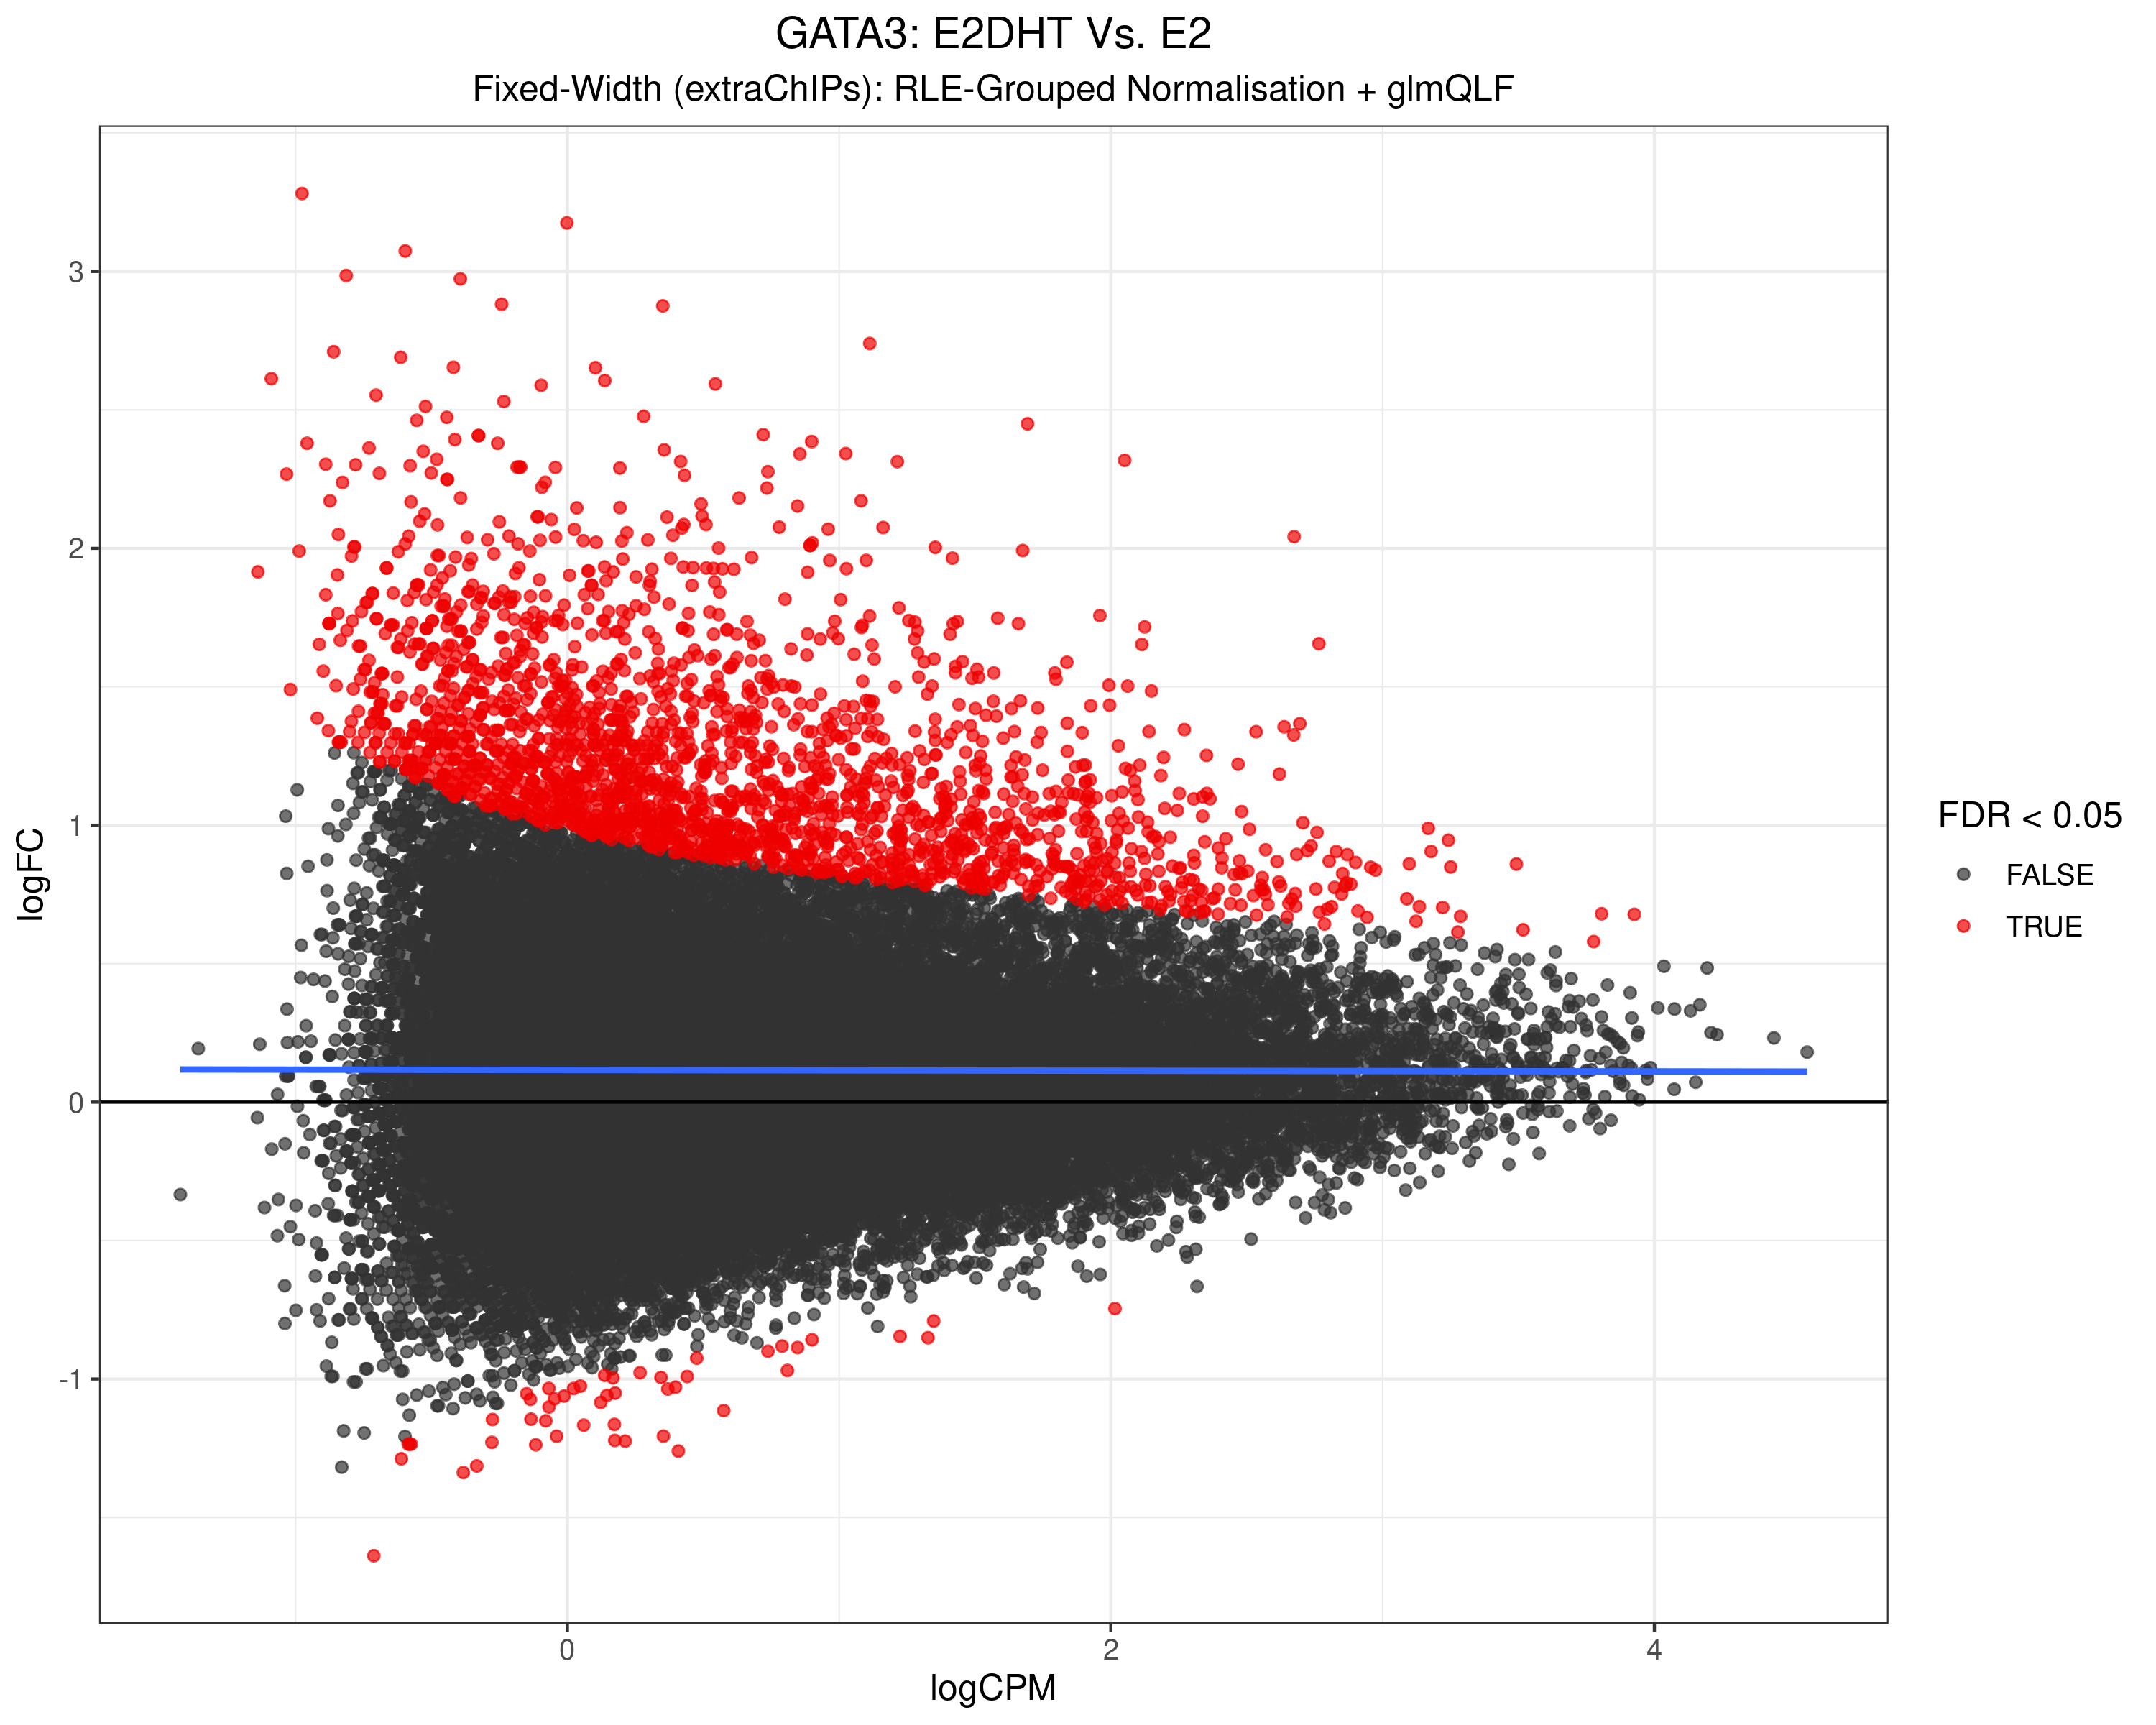 GATA3: E2DHT Vs. E2
Fixed-Width (extraChIPs): RLE-Grouped Normalisation + glmQLF
3
2
1
0
-1
logFC
0
2
4
logCPM
FDR < 0.05
FALSE
TRUE